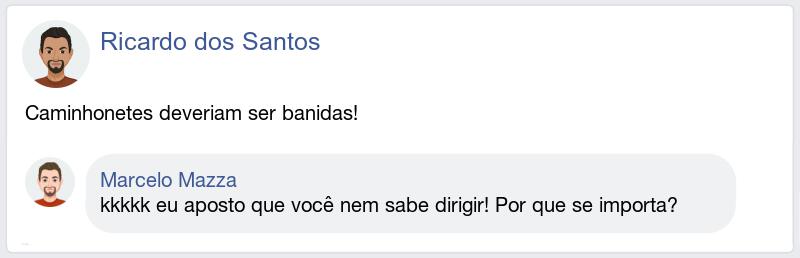 Ricardo dos Santos
Caminhonetes deveriam ser banidas!
Marcelo Mazza
kkkkk eu aposto que você nem sabe dirigir! Por que se importa?